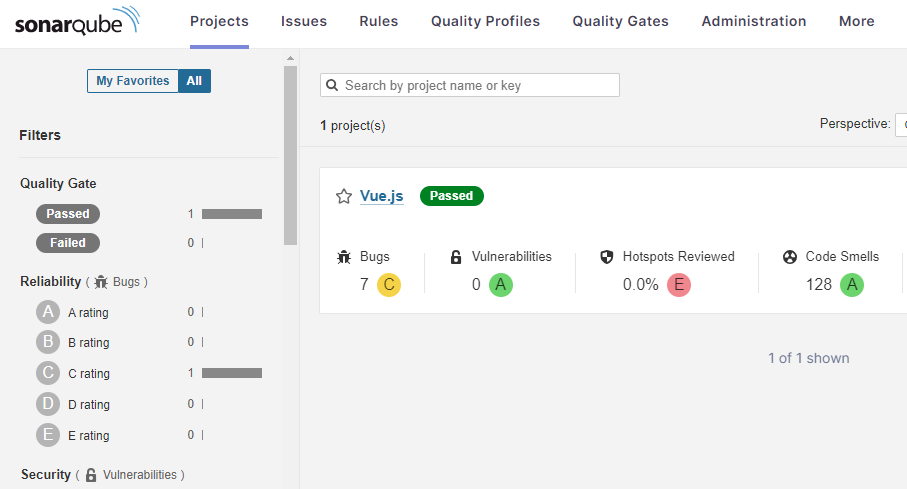 sonarqube
Projects Issues Rules Quality Profiles Quality Gates Administration More
My Favorites All
Filters
Quality Gate
Passed 1
Failed 0
Reliability ( Bugs )
A A rating 0
B B rating 0
C C rating 1
D D rating 0
E E rating 0
Security ( Vulnerabilities )
Search by project name or key
1 project(s)
Perspective:
Vue.js Passed
Bugs Vulnerabilities Hotspots Reviewed Code Smells
7 C 0 A 0.0% E 128 A
1 of 1 shown